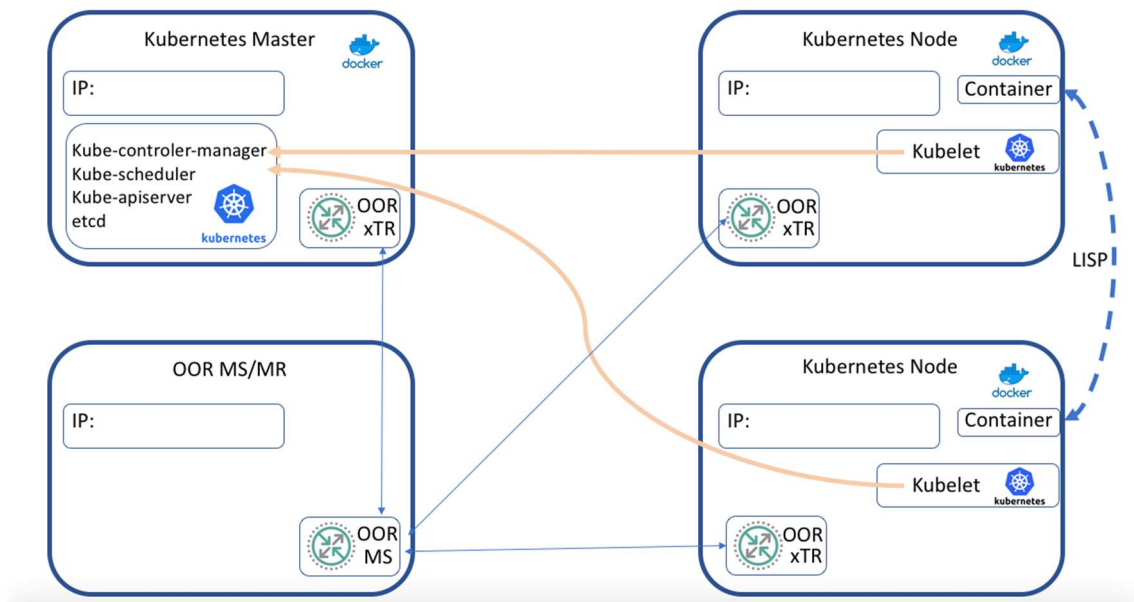 Kubernetes Master
docker
IP:
Kube-controler-manager
Kube-scheduler
Kube-apiserver
etcd
kubernetes
OOR
xTR
Kubernetes Node
docker
IP:
Container
Kubelet
kubernetes
OOR
xTR
LISP
OOR MS/MR
IP:
OOR
MS
Kubernetes Node
docker
IP:
Container
Kubelet
kubernetes
OOR
xTR